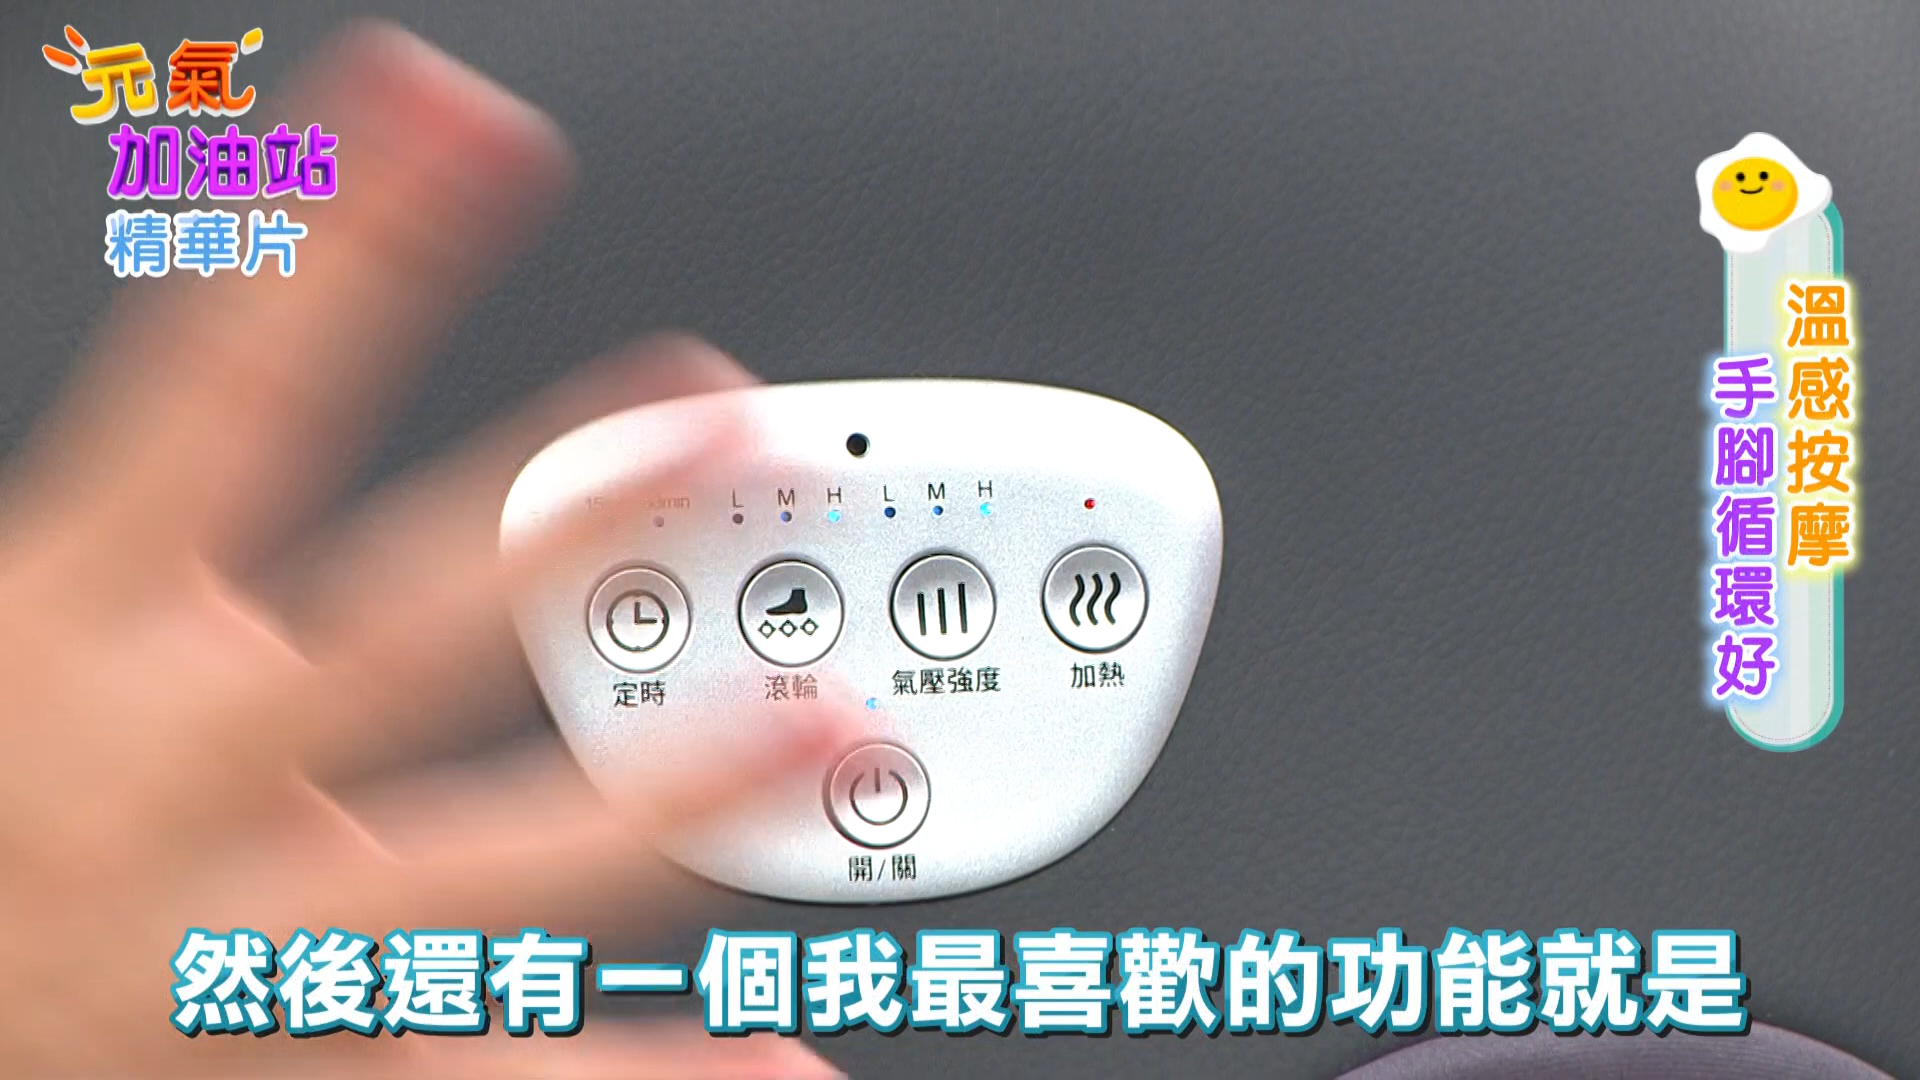 元氣
加油站
精華片
溫感按摩
手腳循環好
L M H L M H
定時 滾輪 氣壓強度 加熱
開/關
然後還有一個我最喜歡的功能就是